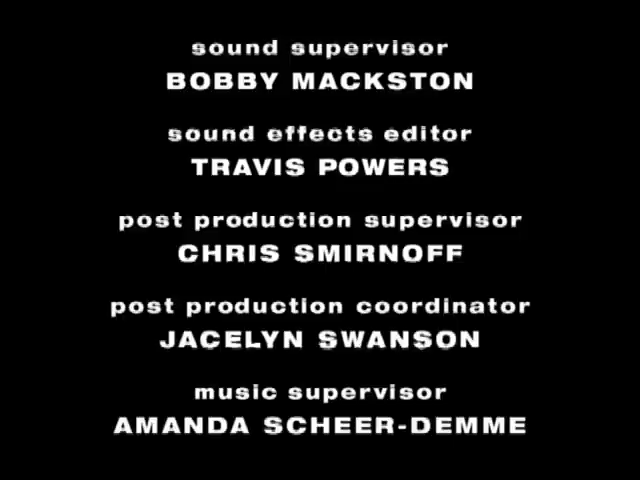 sound supervisor
BOBBY MACKSTON
sound effects editor
TRAVIS POWERS
post production supervisor
CHRIS SMIRNOFF
post production coordinator
JACELYN SWANSON
music supervisor
AMANDA SCHEER-DEMME